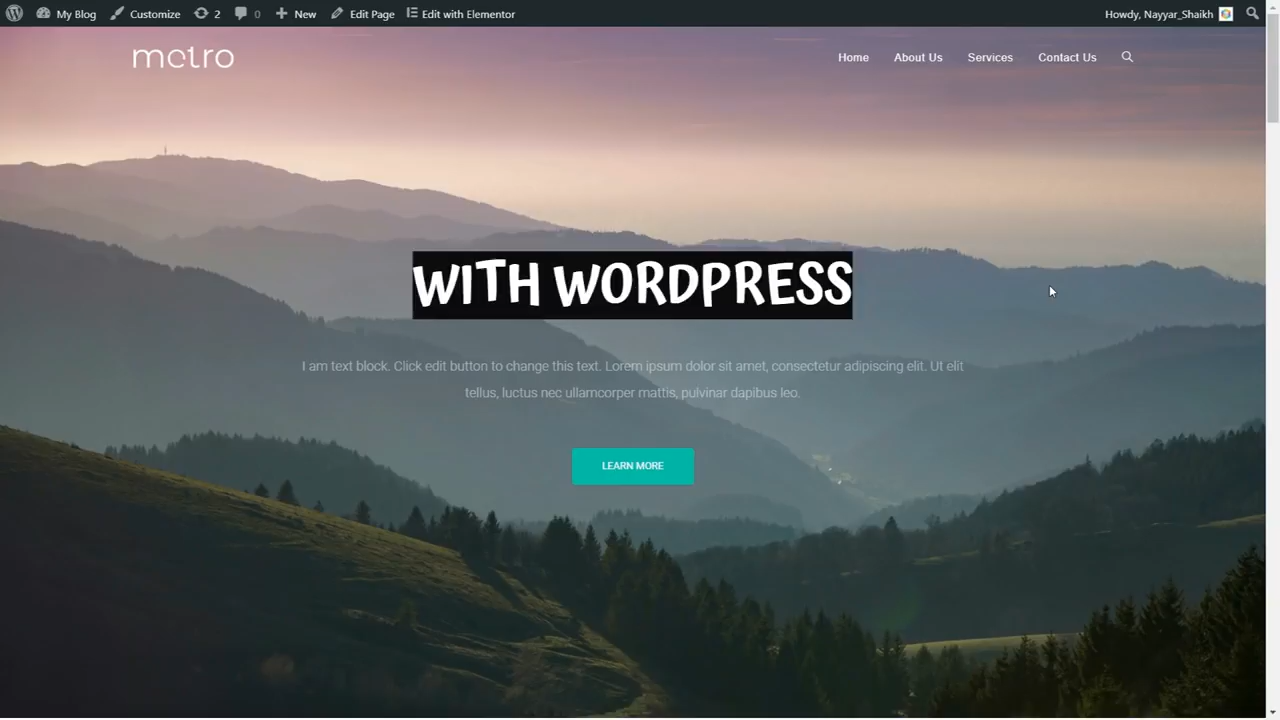 My Blog Customize 2 0 New Edit Page Edit with Elementor Howdy, Nayyar_Shaikh
metro Home About Us Services Contact Us
WITH WORDPRESS
I am text block. Click edit button to change this text. Lorem ipsum dolor sit amet, consectetur adipiscing elit. Ut elit
tellus, luctus nec ullamcorper mattis, pulvinar dapibus leo.
LEARN MORE